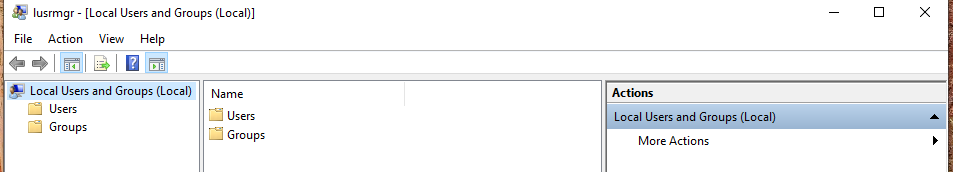 lusrmgr - [Local Users and Groups (Local)]
File Action View Help
Local Users and Groups (Local)
Users
Groups
Name
Users
Groups
Actions
Local Users and Groups (Local)
More Actions